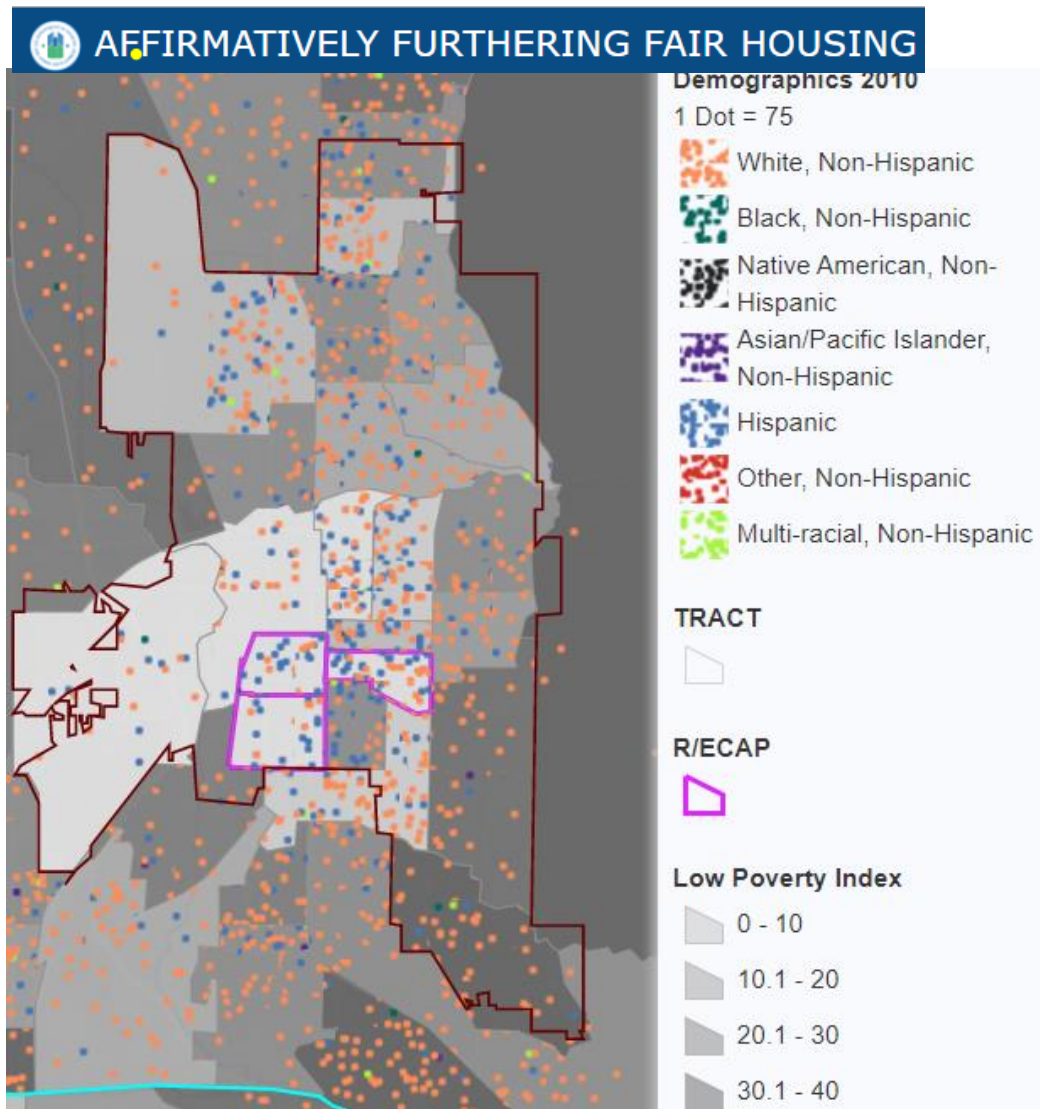 AFFIRMATIVELY FURTHERING FAIR HOUSING
Demographics 2010
1 Dot = 75
White, Non-Hispanic
Black, Non-Hispanic
Native American, Non-
Hispanic
Asian/Pacific Islander,
Non-Hispanic
Hispanic
Other, Non-Hispanic
Multi-racial, Non-Hispanic
TRACT
R/ECAP
Low Poverty Index
0 - 10
10.1 - 20
20.1 - 30
30.1 - 40